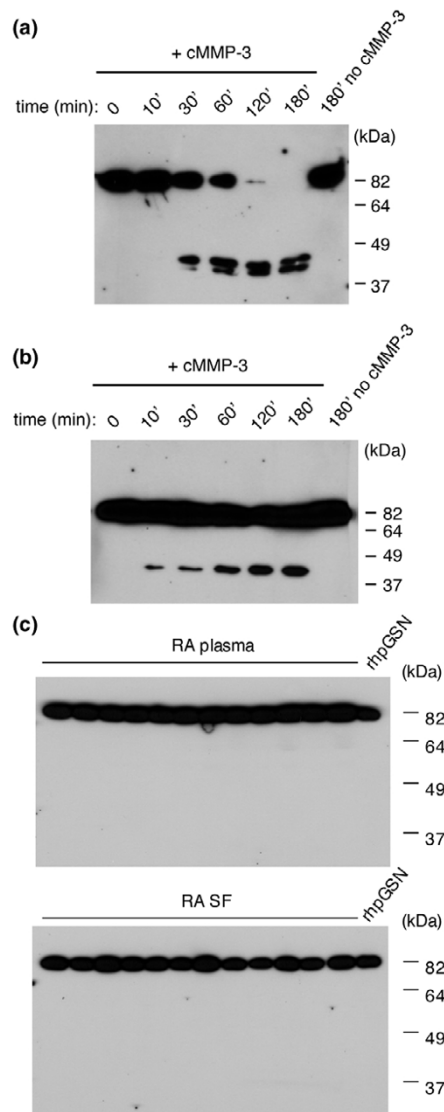 (a)
+ cMMP-3
time (min): 0 10' 30' 60' 120' 180' 180' no cMMP-3
(kDa)
82
64
49
37
(b)
+ cMMP-3
time (min): 0 10' 30' 60' 120' 180' 180' no cMMP-3
(kDa)
82
64
49
37
(c)
RA plasma rhpGSN
(kDa)
82
64
49
37
RA SF rhpGSN
(kDa)
82
64
49
37